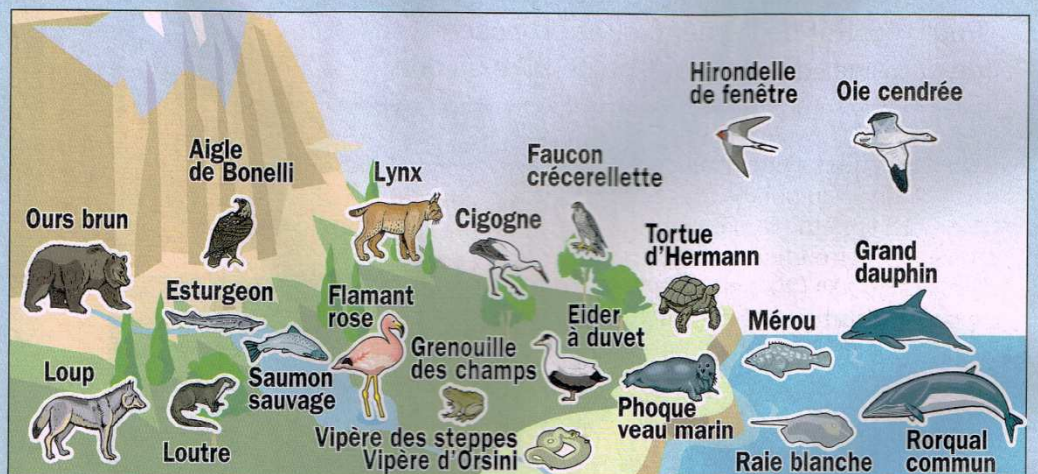 Hirondelle
de fenêtre
Oie cendrée
Aigle
de Bonelli
Lynx
Faucon
crécerellette
Ours brun
Cigogne
Tortue
d'Hermann
Grand
dauphin
Esturgeon
Flamant
rose
Eider
à duvet
Mérou
Grenouille
des champs
Loup
Saumon
sauvage
Phoque
veau marin
Loutre
Vipère des steppes
Vipère d'Orsini
Raie blanche
Rorqual
commun